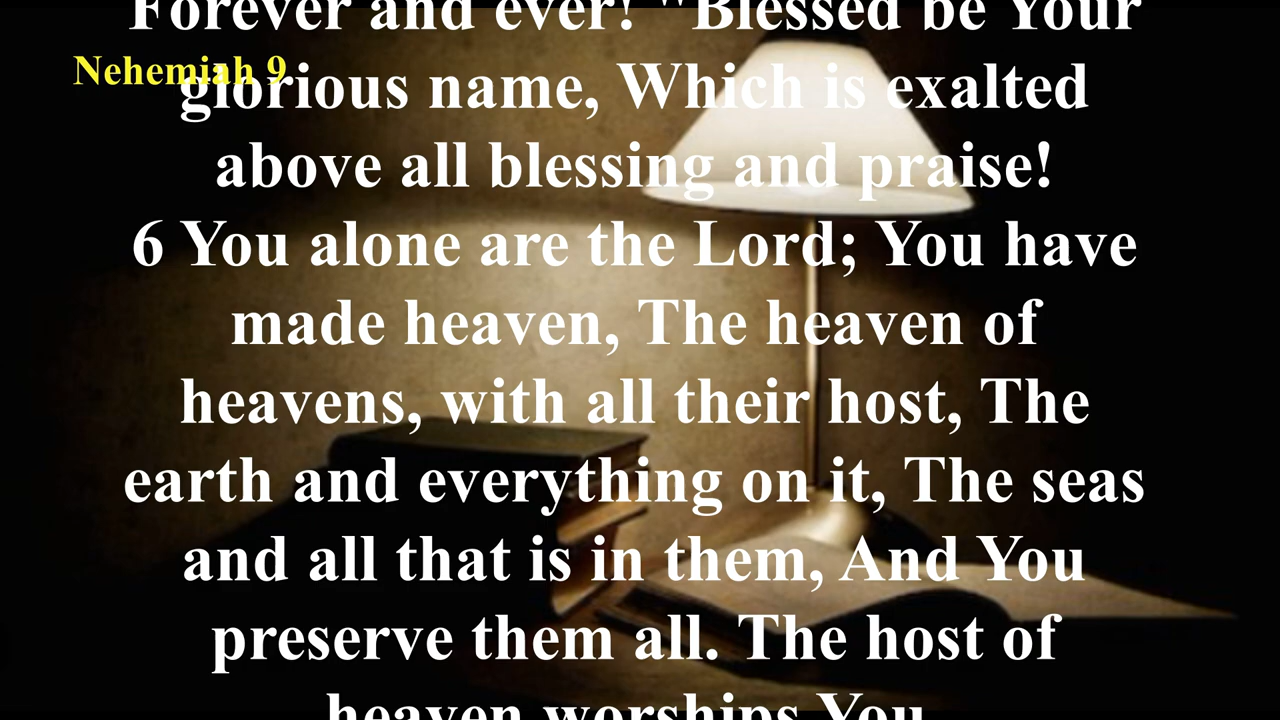 Forever and ever! "Blessed be Your
Nehemiah 9
glorious name, Which is exalted
above all blessing and praise!
6 You alone are the Lord; You have
made heaven, The heaven of
heavens, with all their host, The
earth and everything on it, The seas
and all that is in them, And You
preserve them all. The host of
heaven worships You